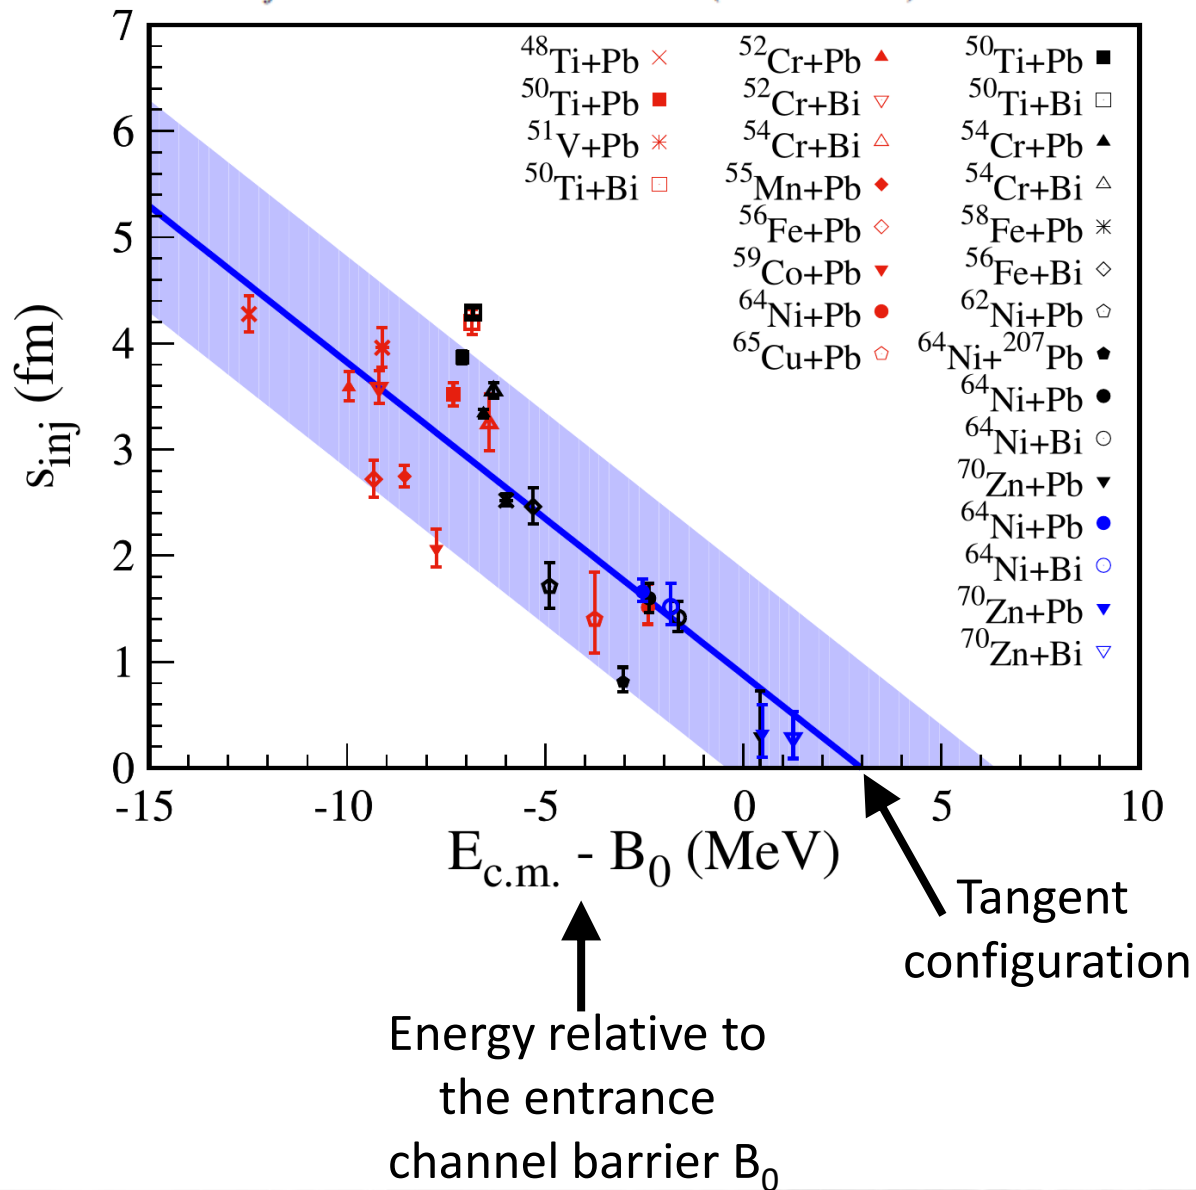 7
6
5
4
3
2
1
0
s_inj (fm)
⁴⁸Ti+Pb
⁵⁰Ti+Pb
⁵¹V+Pb
⁵⁰Ti+Bi
⁵²Cr+Pb
⁵²Cr+Bi
⁵⁴Cr+Bi
⁵⁵Mn+Pb
⁵⁶Fe+Pb
⁵⁹Co+Pb
⁶⁴Ni+Pb
⁶⁵Cu+Pb
⁵⁰Ti+Pb
⁵⁰Ti+Bi
⁵⁴Cr+Pb
⁵⁴Cr+Bi
⁵⁸Fe+Pb
⁵⁶Fe+Bi
⁶²Ni+Pb
⁶⁴Ni+²⁰⁷Pb
⁶⁴Ni+Pb
⁶⁴Ni+Bi
⁷⁰Zn+Pb
⁶⁴Ni+Pb
⁶⁴Ni+Bi
⁷⁰Zn+Pb
⁷⁰Zn+Bi
-15 -10 -5 0 5 10
E_c.m. - B₀ (MeV)
Tangent
configuration
Energy relative to
the entrance
channel barrier B₀